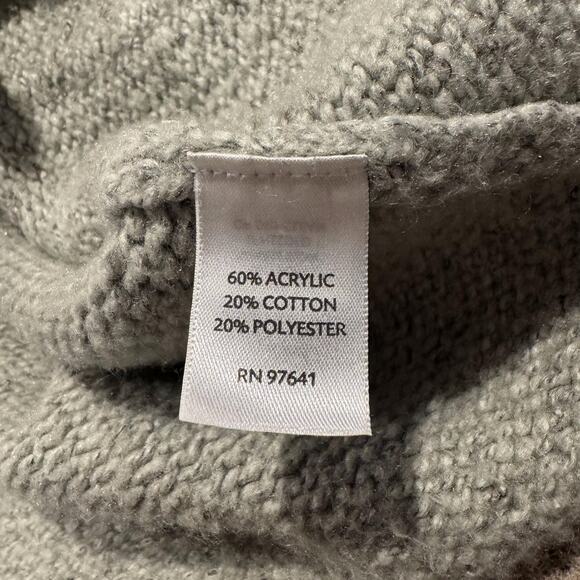 60% ACRYLIC
20% COTTON
20% POLYESTER
RN 97641